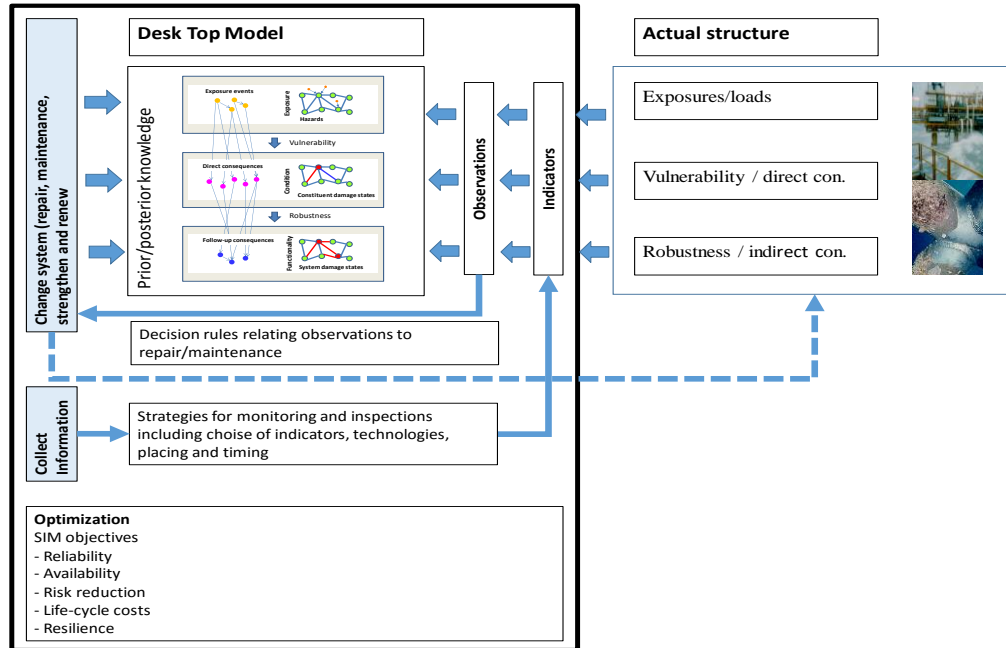 Desk Top Model
Actual structure
Change system (repair, maintenance,
strengthen and renew
Prior/posterior knowledge
Exposure events
Exposure
Hazards
Vulnerability
Direct consequences
Condition
Constituent damage states
Robustness
Follow-up consequences
Functionality
System damage states
Observations
Indicators
Exposures/loads
Vulnerability / direct con.
Robustness / indirect con.
Decision rules relating observations to
repair/maintenance
Collect
Information
Strategies for monitoring and inspections
including choise of indicators, technologies,
placing and timing
Optimization
SIM objectives
- Reliability
- Availability
- Risk reduction
- Life-cycle costs
- Resilience